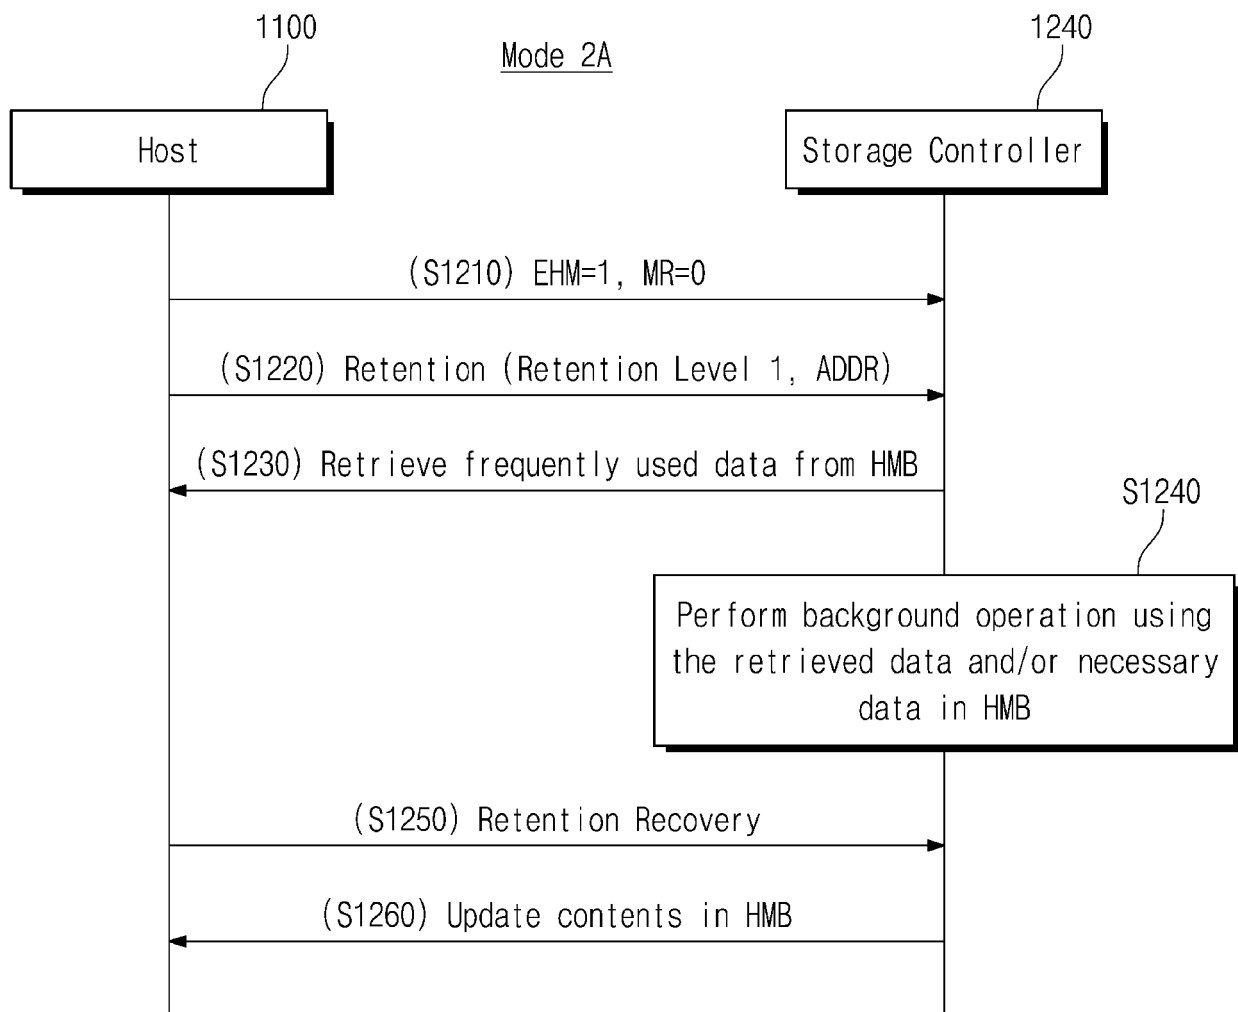 1100
Mode 2A
1240
Host
Storage Controller
(S1210) EHM=1, MR=0
(S1220) Retention (Retention Level 1, ADDR)
(S1230) Retrieve frequently used data from HMB
S1240
Perform background operation using
the retrieved data and/or necessary
data in HMB
(S1250) Retention Recovery
(S1260) Update contents in HMB